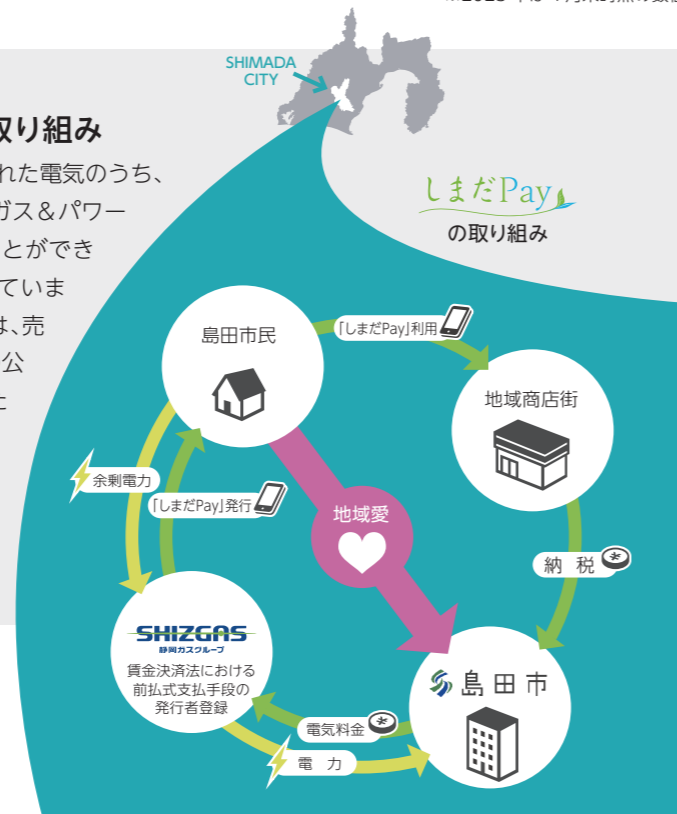 SHIMADA
CITY
取り組み
れた電気のうち、
ガス＆パワー
ことができ
ていま
は、売
公
しまだPay
の取り組み
島田市民
「しまだPay」利用
地域商店街
余剰電力
「しまだPay」発行
地域愛
納 税
SHIZGAS
静岡ガスグループ
賃金決済法における
前払式支払手段の
発行者登録
島田市
電気料金
電 力